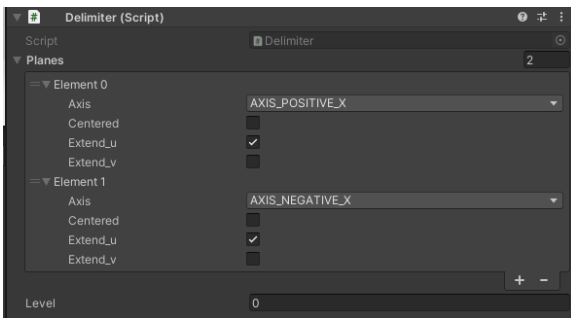 # Delimiter (Script)
Script Delimiter
Planes 2
Element 0
Axis AXIS_POSITIVE_X
Centered
Extend_u
Extend_v
Element 1
Axis AXIS_NEGATIVE_X
Centered
Extend_u
Extend_v
+ -
Level 0